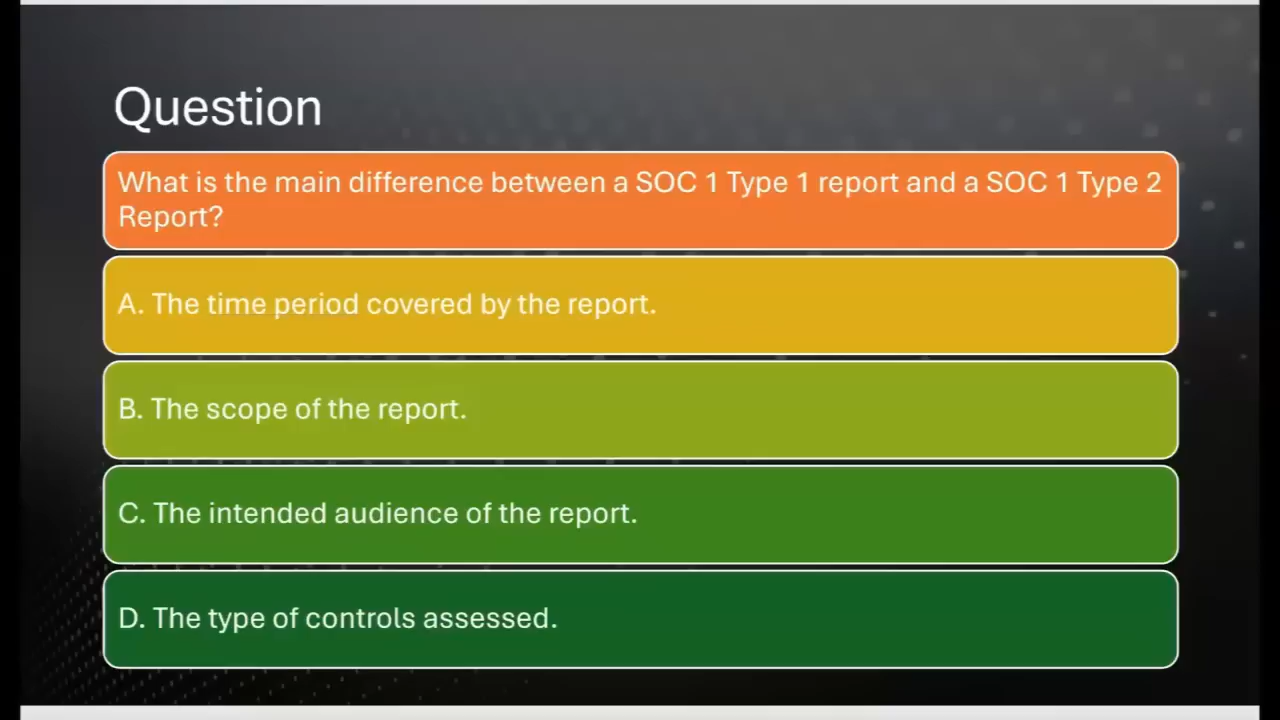 Question
What is the main difference between a SOC 1 Type 1 report and a SOC 1 Type 2
Report?
A. The time period covered by the report.
B. The scope of the report.
C. The intended audience of the report.
D. The type of controls assessed.